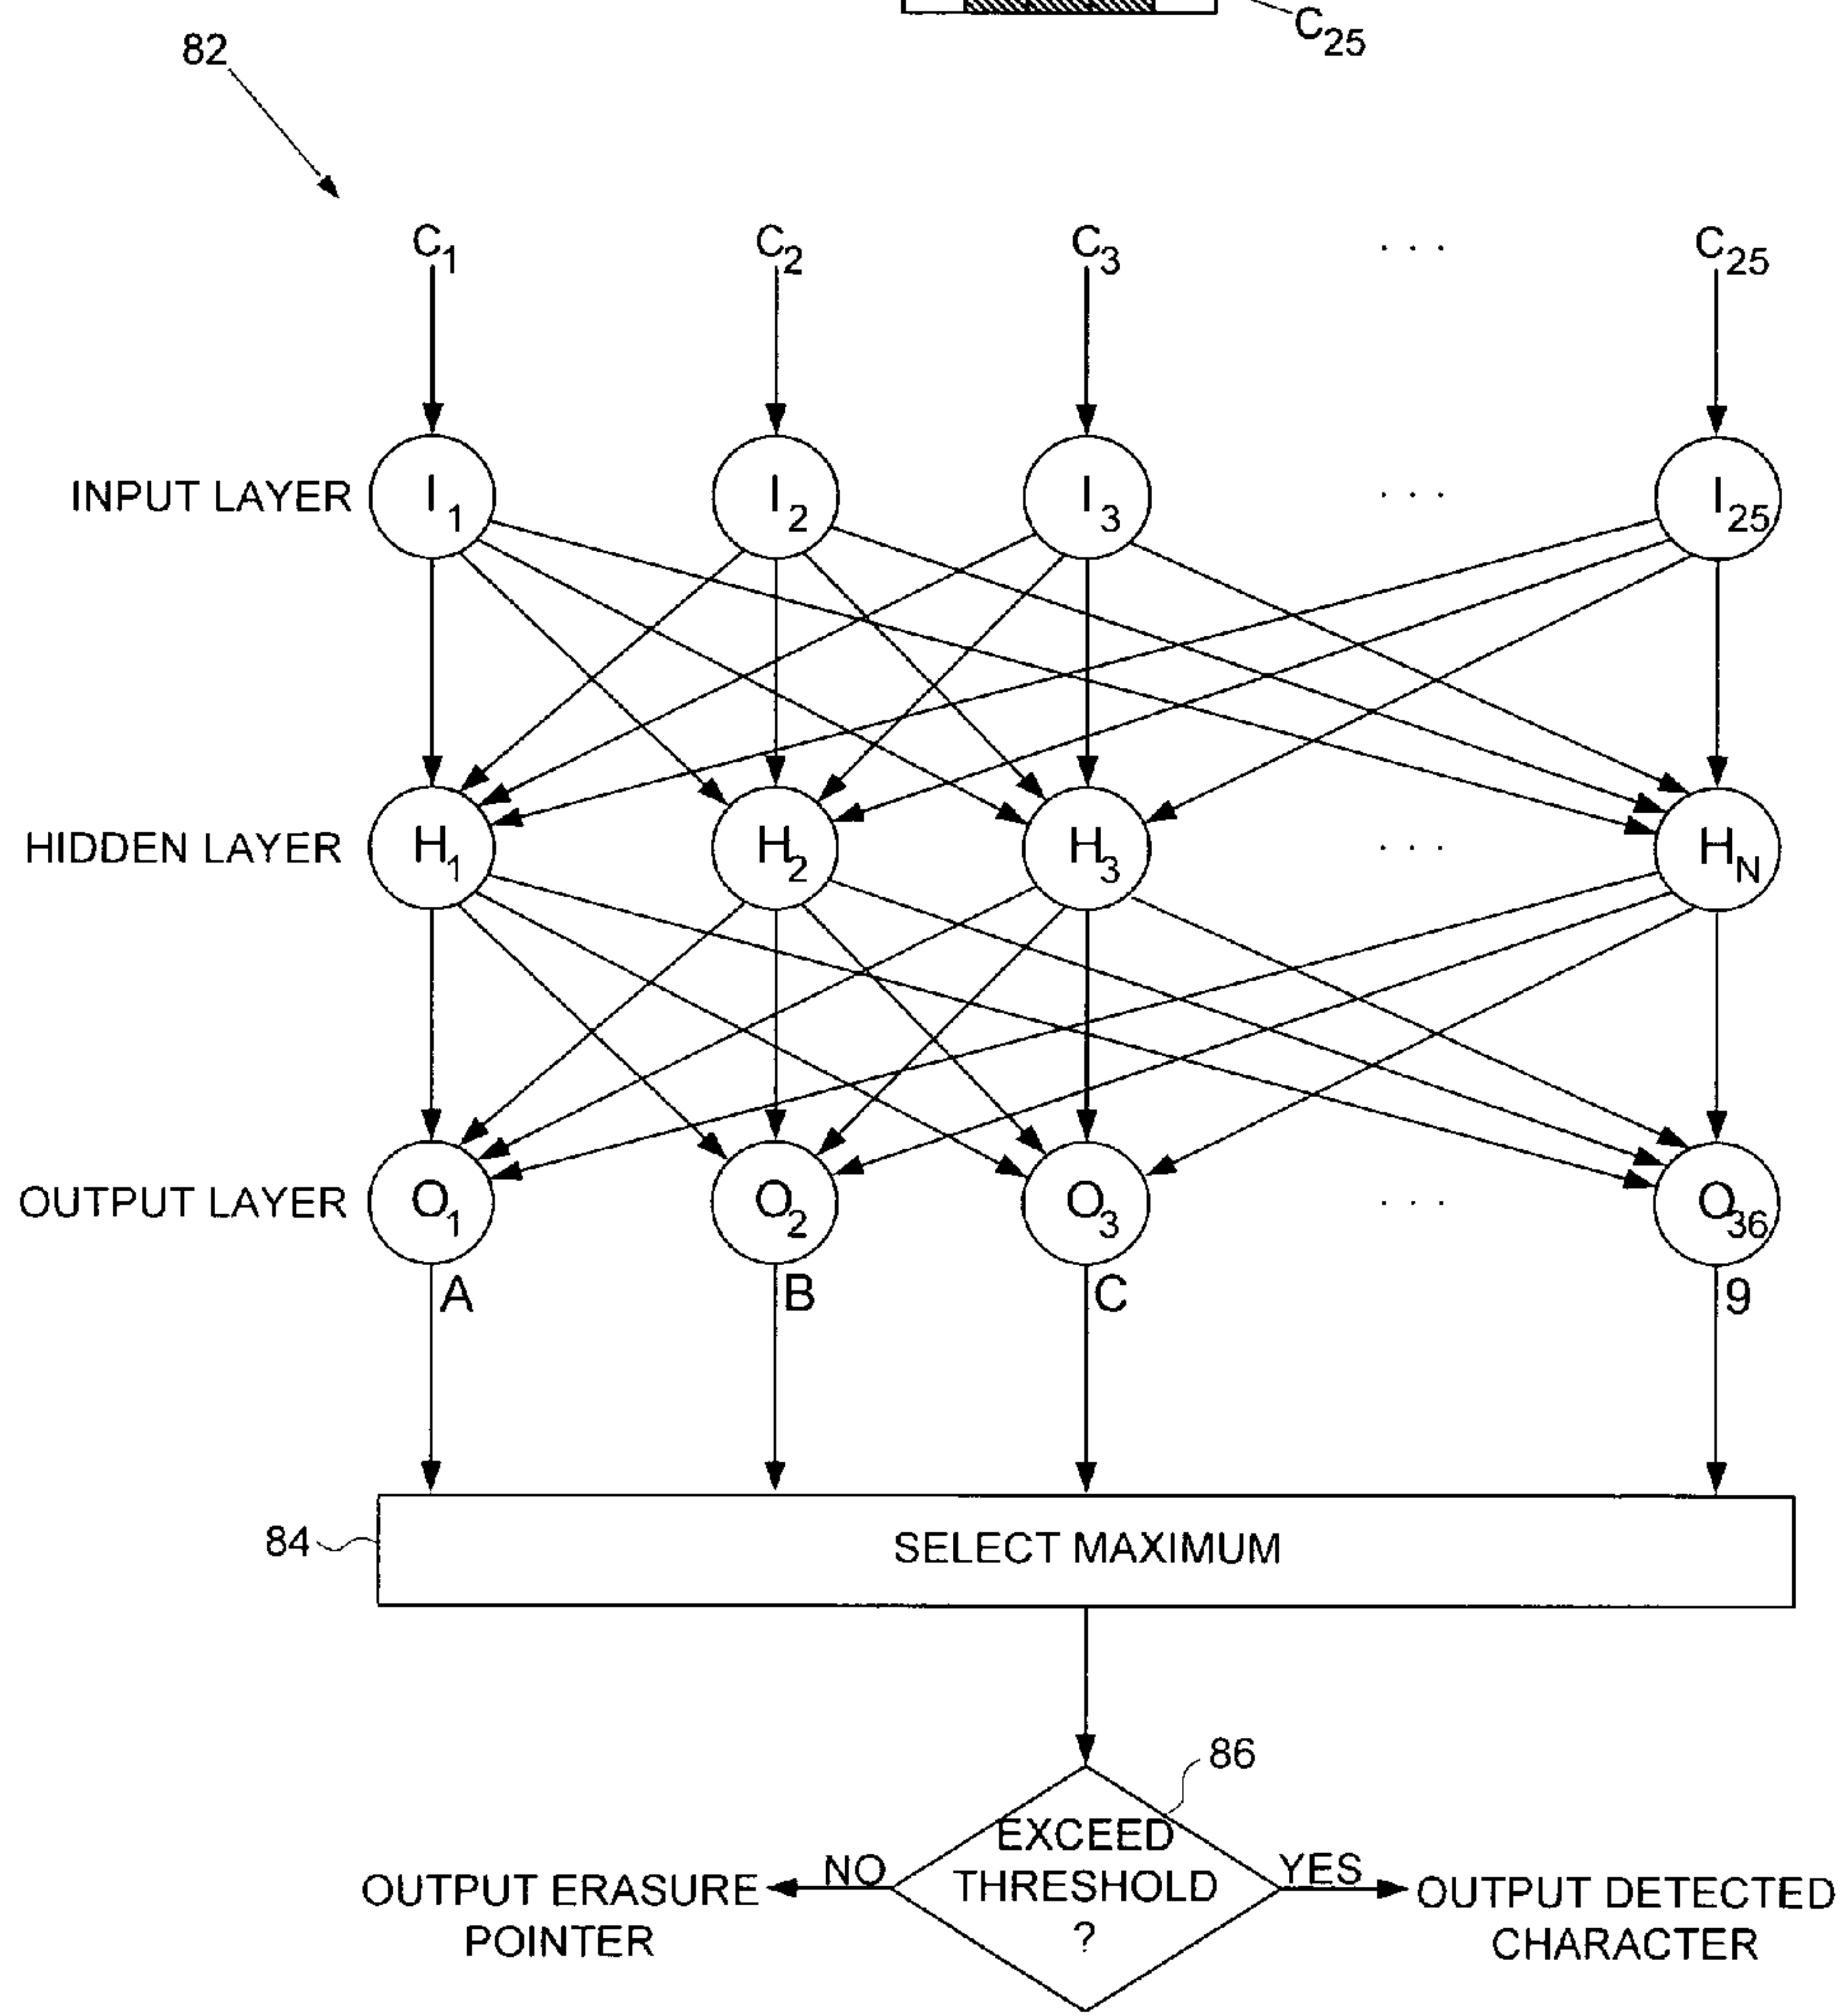 C25
82
C1 C2 C3 . . . C25
INPUT LAYER I1 I2 I3 . . . I25
HIDDEN LAYER H1 H2 H3 . . . HN
OUTPUT LAYER O1 O2 O3 . . . O36
A B C 9
84 SELECT MAXIMUM
86
EXCEED
THRESHOLD
?
NO
YES
OUTPUT ERASURE
POINTER
OUTPUT DETECTED
CHARACTER